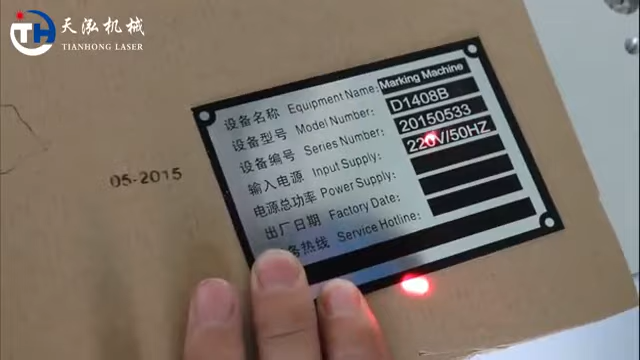 TH
天泓机械
TIANHONG LASER
设备名称 Equipment Name: Marking Machine
设备型号 Model Number: D1408B
设备编号 Series Number: 20150533
输入电源 Input Supply: 220V/50HZ
电源总功率 Power Supply:
出厂日期 Factory Date:
务热线 Service Hotline:
05-2015